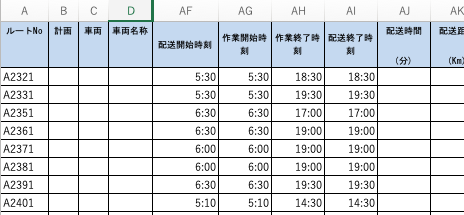 A B C D AF AG AH AI AJ AK
ルートNo 計画 車両 車両名称 配送開始時刻 作業開始時刻 作業終了時刻 配送終了時刻 配送時間（分） （Km）
A2321 5:30 5:30 18:30 18:30
A2331 5:30 5:30 19:30 19:30
A2351 6:30 6:30 17:00 17:00
A2361 6:30 6:30 19:00 19:00
A2371 6:00 6:00 19:00 19:00
A2381 6:00 6:00 19:00 19:00
A2391 6:30 6:30 19:30 19:30
A2401 5:10 5:10 14:30 14:30